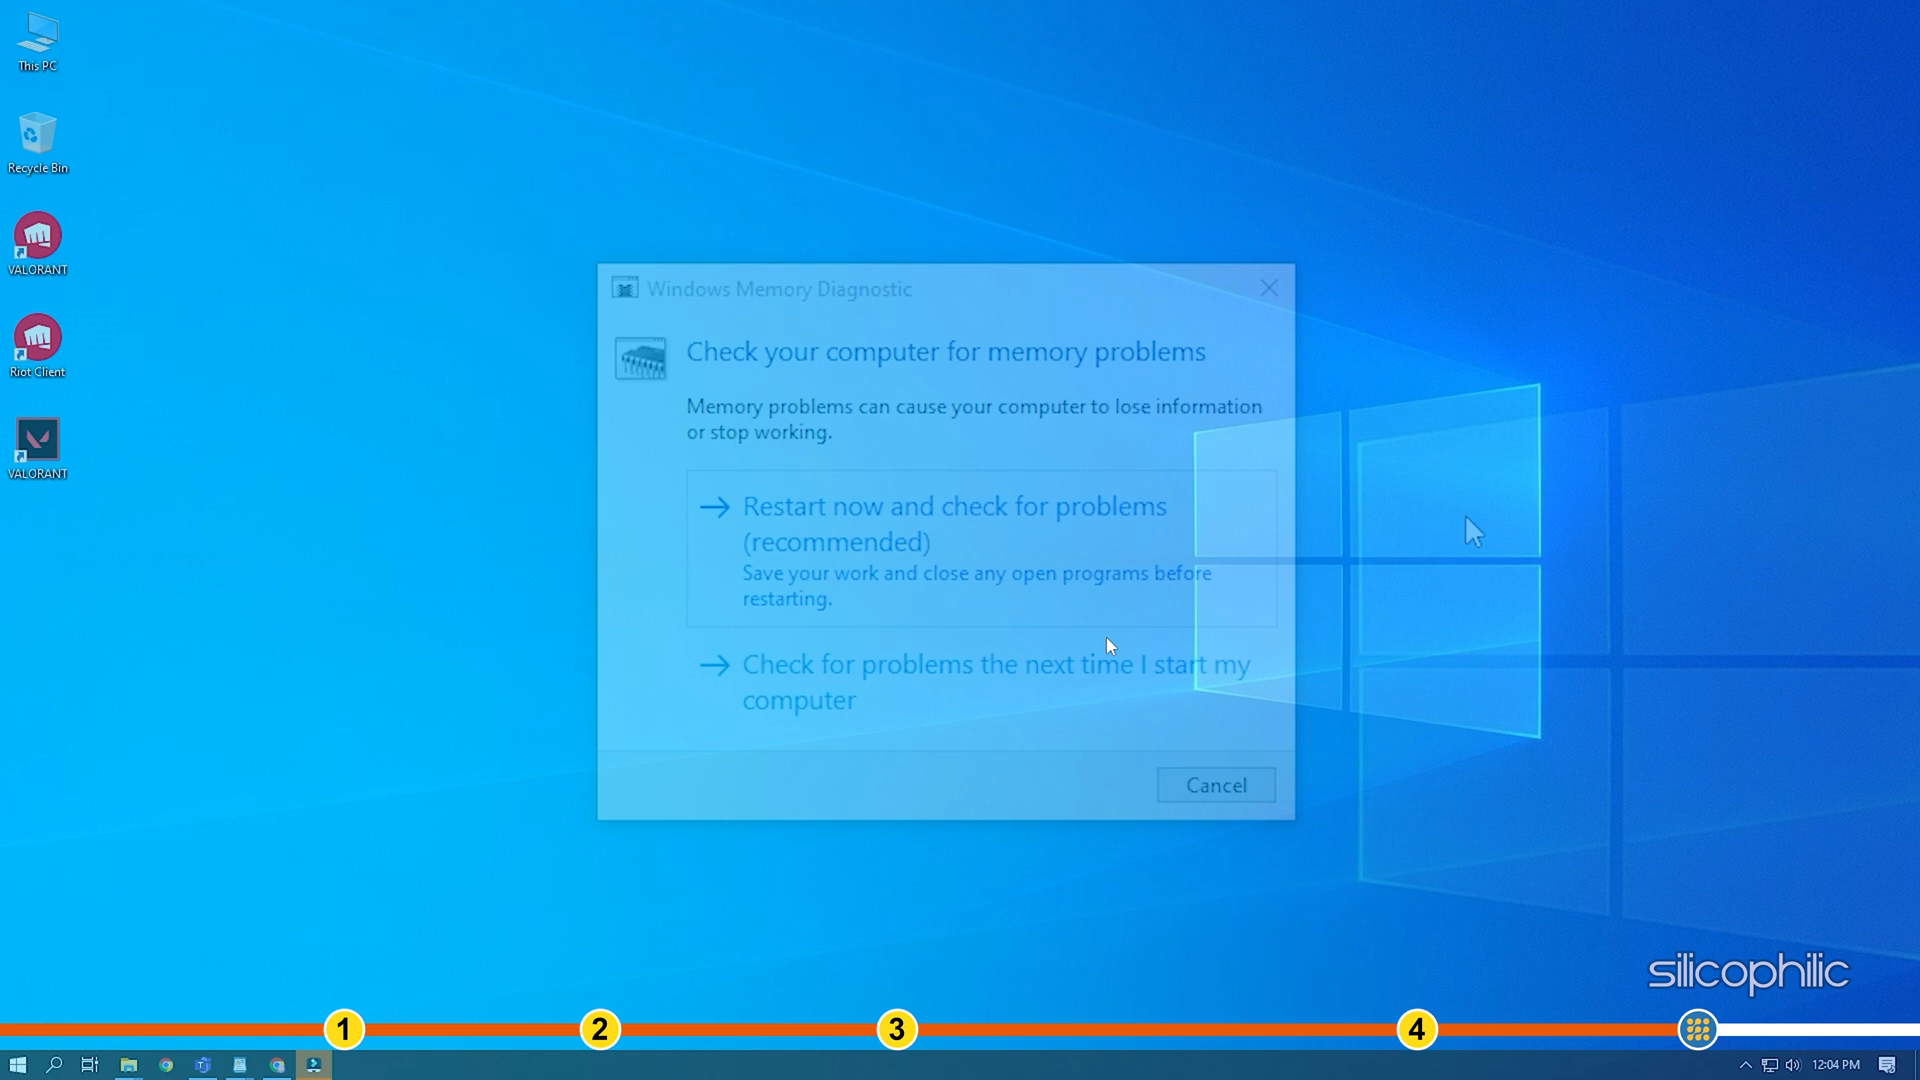 This PC
Recycle Bin
VALORANT
Riot Client
VALORANT
Windows Memory Diagnostic
Check your computer for memory problems
Memory problems can cause your computer to lose information
or stop working.
Restart now and check for problems
(recommended)
Save your work and close any open programs before
restarting.
Check for problems the next time I start my
computer
Cancel
silicophilic
1
2
3
4
12:04 PM